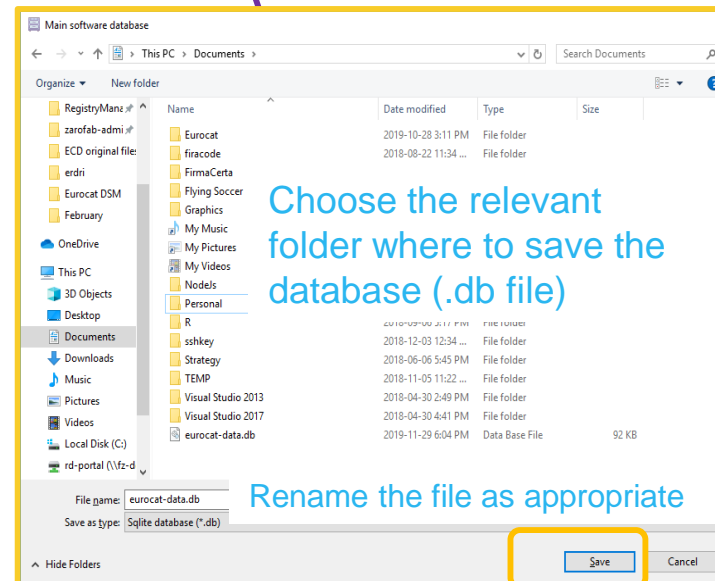 Main software database
This PC > Documents >
Search Documents
Organize
New folder
Name
Date modified
Type
Size
RegistryMana
zarofab-admi
ECD original file
erdri
Eurocat DSM
February
OneDrive
This PC
3D Objects
Desktop
Documents
Downloads
Music
Pictures
Videos
Local Disk (C:)
rd-portal (\\fz-d
Eurocat 2019-10-28 3:11 PM File folder
firacode 2018-08-22 11:34 ... File folder
FirmaCerta
Flying Soccer
Graphics
My Music
My Pictures
My Videos
NodeJs
Personal
R
sshkey 2018-12-03 12:34 ... File folder
Strategy 2018-06-06 5:45 PM File folder
TEMP 2018-11-05 11:22 ... File folder
Visual Studio 2013 2018-04-30 2:49 PM File folder
Visual Studio 2017 2018-04-30 4:41 PM File folder
eurocat-data.db 2019-11-29 6:04 PM Data Base File 92 KB
Choose the relevant
folder where to save the
database (.db file)
File name: eurocat-data.db
Save as type: Sqlite database (*.db)
Rename the file as appropriate
Hide Folders
Save
Cancel